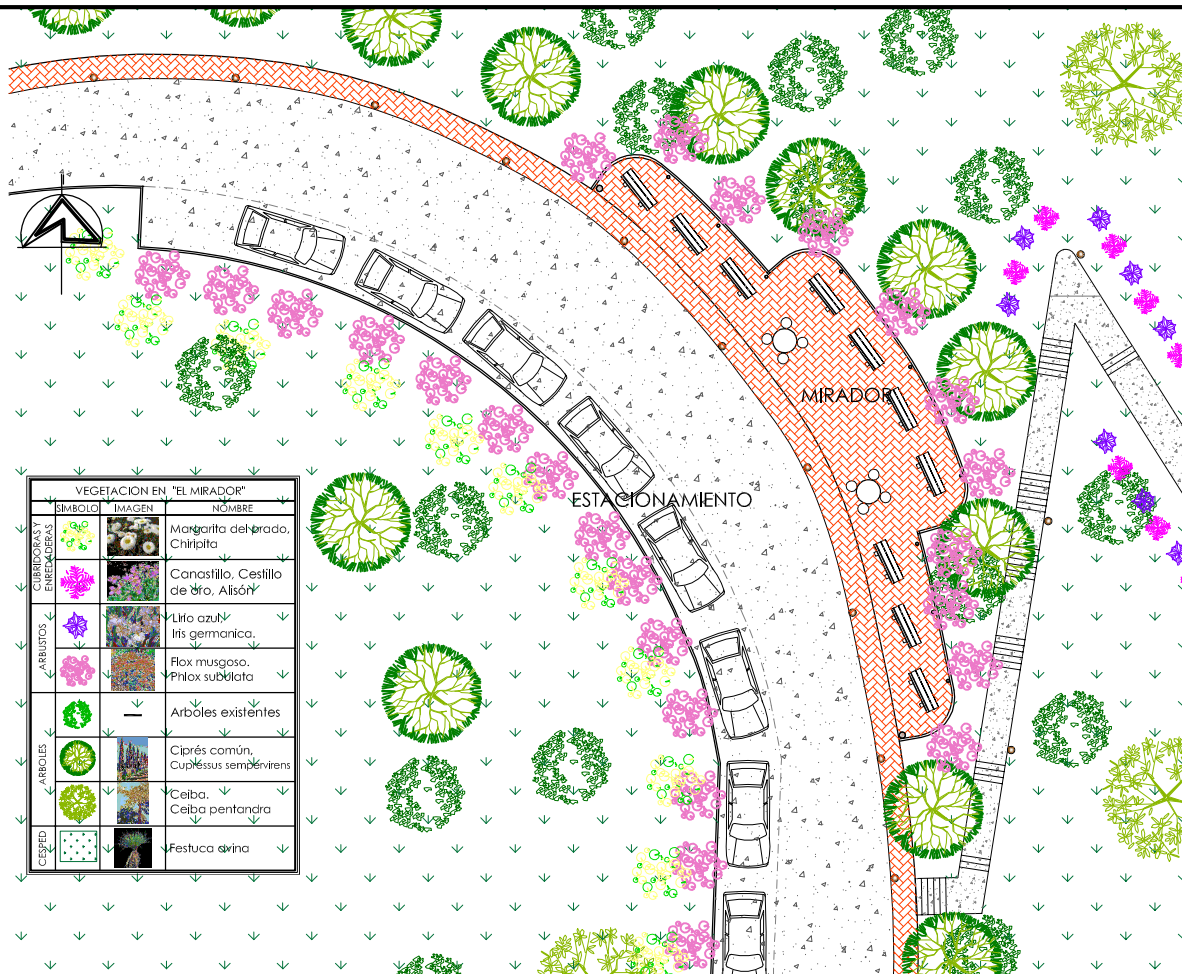 MIRADOR
ESTACIONAMIENTO
VEGETACION EN "EL MIRADOR"
SIMBOLO IMAGEN NOMBRE
CUBRIDORAS Y
ENREDADERAS
Margarita del prado,
Chiripita
Canastillo, Cestillo
de oro, Alisón
ARBUSTOS
Lirio azul,
Iris germanica.
Flox musgoso.
Phlox subulata
ARBOLES
Arboles existentes
Ciprés común,
Cupressus sempervirens
Ceiba.
Ceiba pentandra
CESPED
Festuca ovina